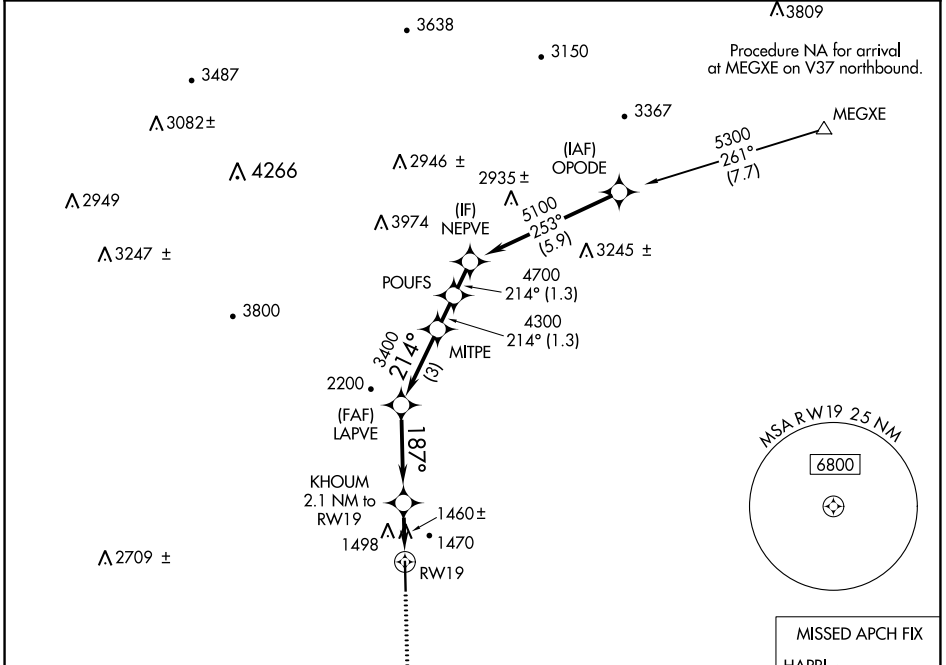 3809
3638
3150
Procedure NA for arrival
at MEGXE on V37 northbound.
3487
3367
MEGXE
3082±
5300
261°
(7.7)
(IAF)
OPODE
2946 ±
4266
2935 ±
2949
5100
253°
(5.9)
(IF)
NEPVE
3974
3247 ±
3245 ±
POUFS
4700
214° (1.3)
3800
4300
214° (1.3)
MITPE
3400
214°
(3)
2200
(FAF)
LAPVE
187°
MSA RW19 25 NM
6800
KHOUM
2.1 NM to
RW19
1460±
1498
1470
2709 ±
RW19
MISSED APCH FIX